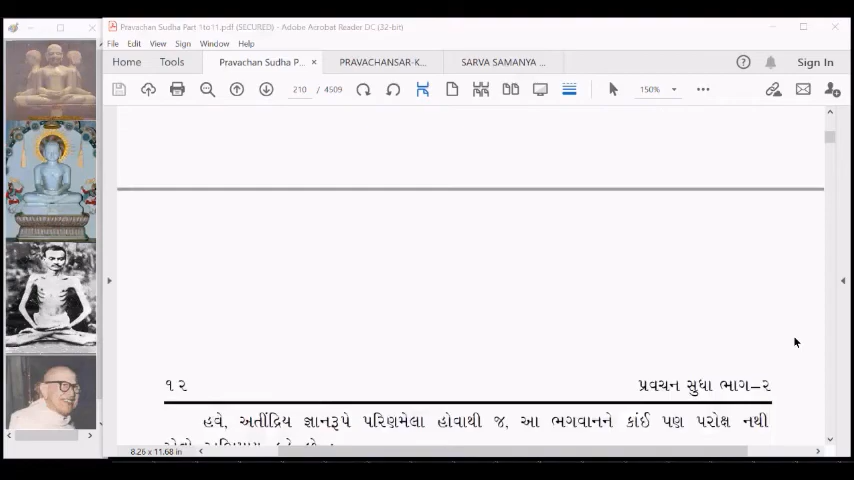 Pravachan Sudha Part 1to11.pdf (SECURED) - Adobe Acrobat Reader DC (32-bit)
File Edit View Sign Window Help
Home Tools Pravachan Sudha P... × PRAVACHANSAR-K... SARVA SAMANYA ... Sign In
210 / 4509 150%
૧૨ પ્રવચન સુધા ભાગ–૨
હવે, અતીંદ્રિય જ્ઞાનરૂપે પરિણમેલા હોવાથી જ, આ ભગવાનને કાંઈ પણ પરોક્ષ નથી
8.26 x 11.68 in